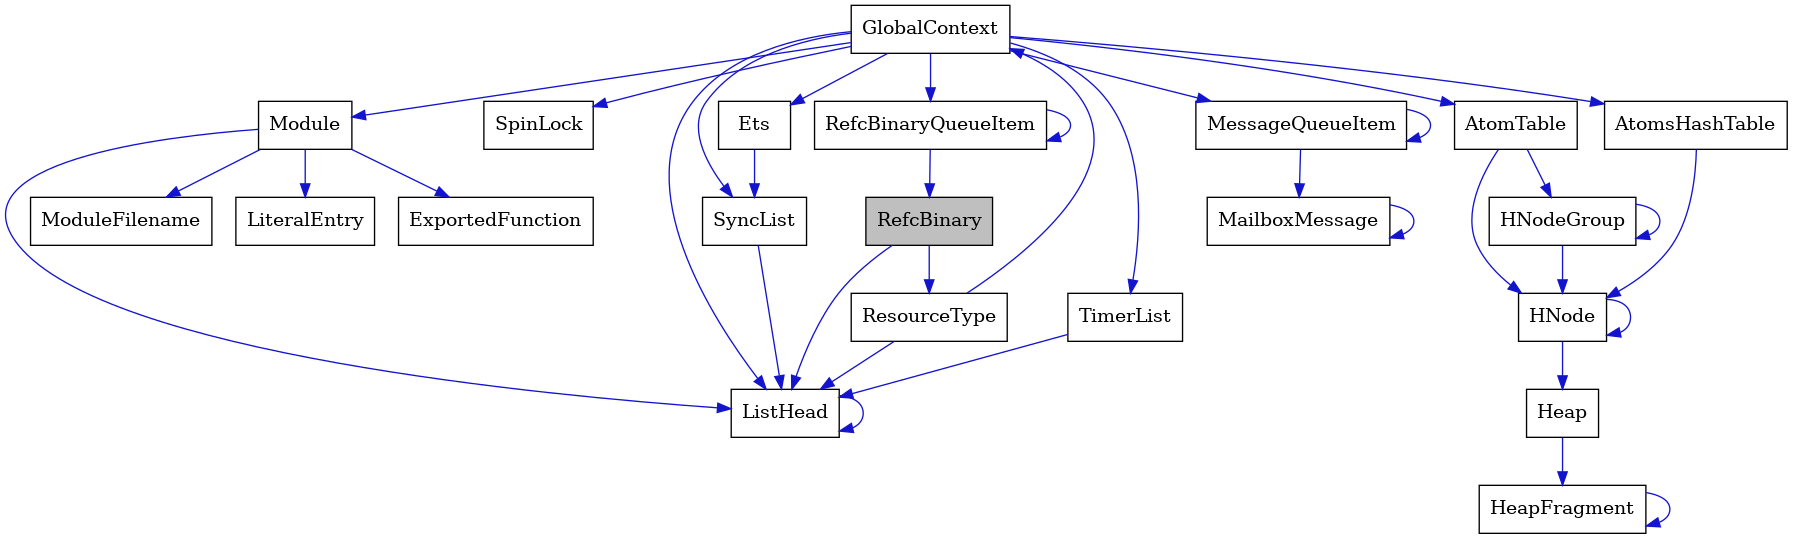 GlobalContext
Module
SpinLock
Ets
RefcBinaryQueueItem
MessageQueueItem
AtomTable
AtomsHashTable
ModuleFilename
LiteralEntry
ExportedFunction
SyncList
RefcBinary
MailboxMessage
HNodeGroup
ResourceType
TimerList
HNode
ListHead
Heap
HeapFragment